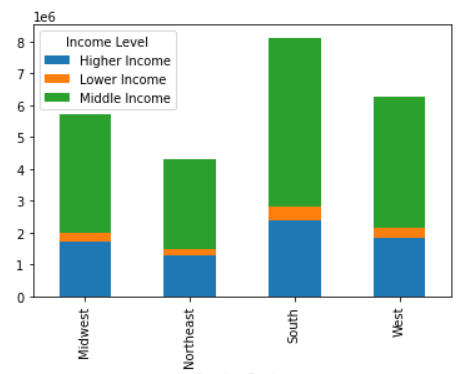 1e6
8
7
6
5
4
3
2
1
0
Income Level
Higher Income
Lower Income
Middle Income
Midwest
Northeast
South
West